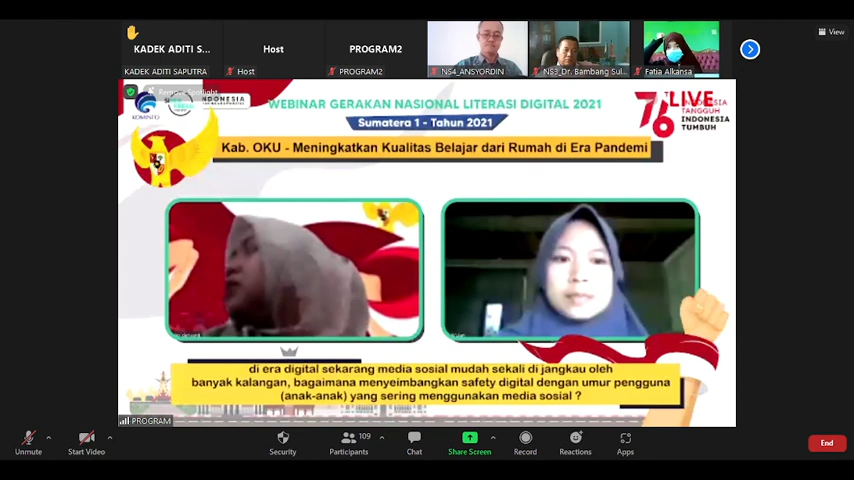 KADEK ADITI S...
Host
PROGRAM2
KADEK ADITI SAPUTRA
Host
PROGRAM2
NS4_ANSYORDIN
NS3_Dr. Bambang Sul...
Fatia Alkansa
View
KOMINFO
INDONESIA
WEBINAR GERAKAN NASIONAL LITERASI DIGITAL 2021
Sumatera 1 - Tahun 2021
LIVE
76
INDONESIA
TANGGUH
INDONESIA
TUMBUH
Kab. OKU - Meningkatkan Kualitas Belajar dari Rumah di Era Pandemi
di era digital sekarang media sosial mudah sekali di jangkau oleh
banyak kalangan, bagaimana menyeimbangkan safety digital dengan umur pengguna
(anak-anak) yang sering menggunakan media sosial ?
PROGRAM
Unmute
Start Video
Security
109
Participants
Chat
Share Screen
Record
Reactions
Apps
End